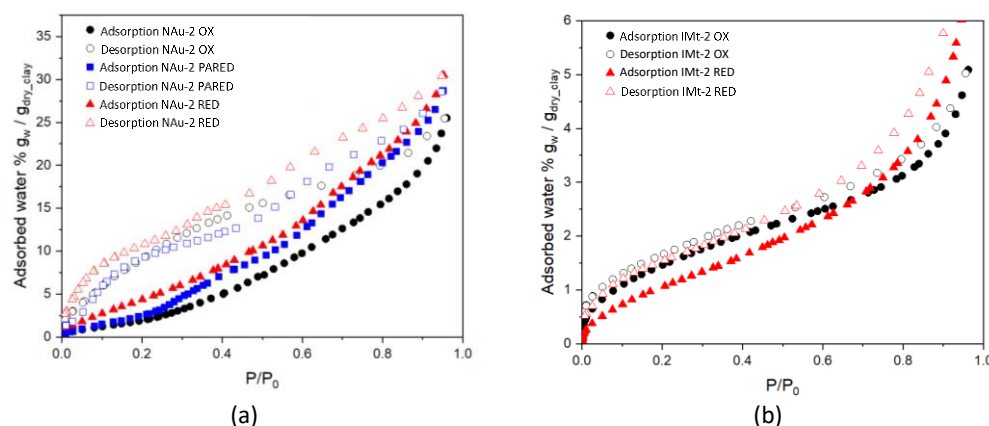 (a)
Adsorption NAu-2 OX
Desorption NAu-2 OX
Adsorption NAu-2 PARED
Desorption NAu-2 PARED
Adsorption NAu-2 RED
Desorption NAu-2 RED
Adsorbed water % g_w / g_dry_clay
35
30
25
20
15
10
5
0
0.0 0.2 0.4 0.6 0.8 1.0
P/P0
(a)
(b)
Adsorption IMt-2 OX
Desorption IMt-2 OX
Adsorption IMt-2 RED
Desorption IMt-2 RED
Adsorbed water % g_w / g_dry_clay
6
5
4
3
2
1
0
0.0 0.2 0.4 0.6 0.8 1.0
P/P0
(b)